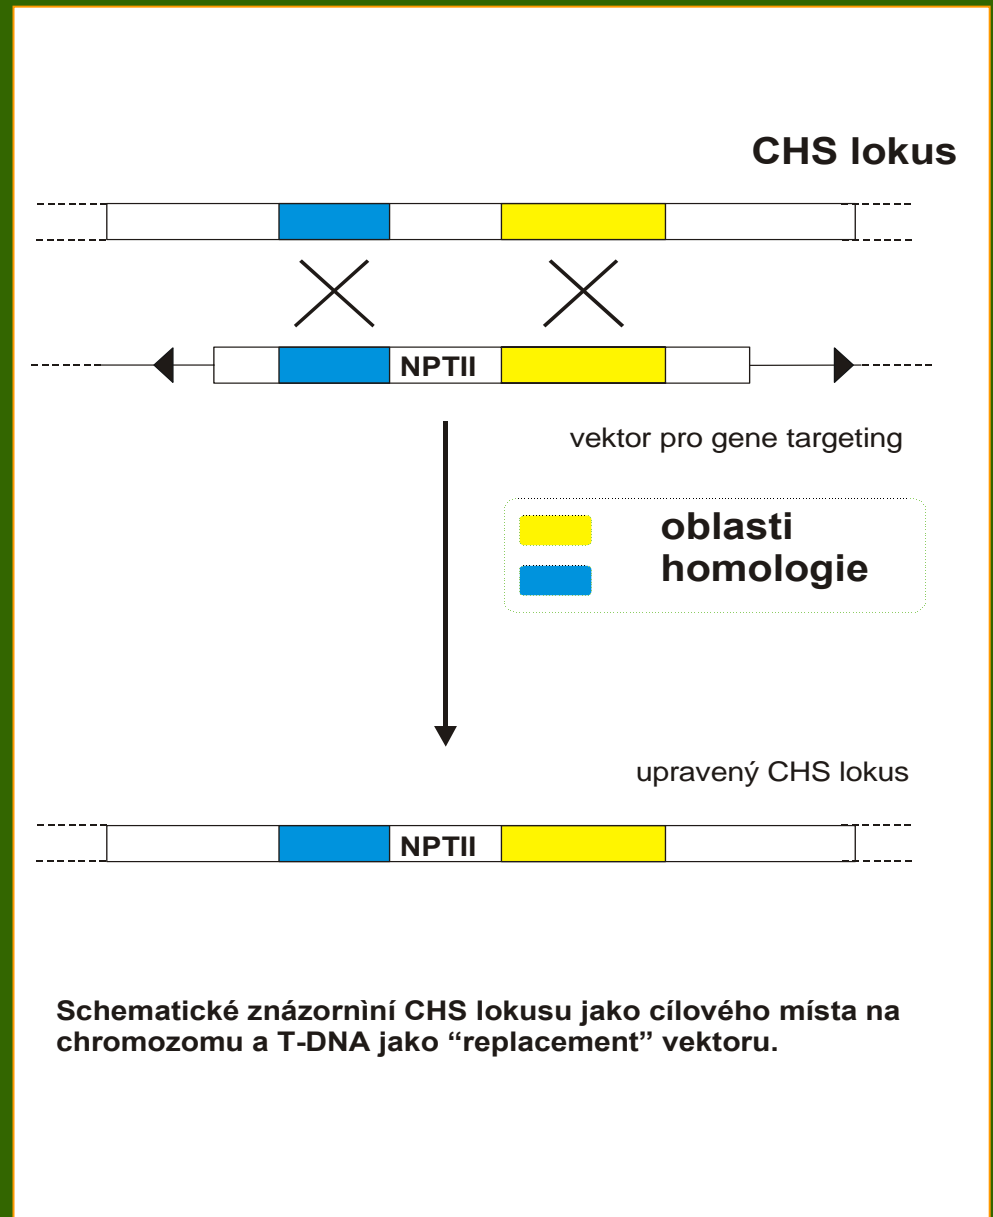 CHS lokus
NPTII
vektor pro gene targeting
oblasti
homologie
upravený CHS lokus
NPTII
Schematické znázornìní CHS lokusu jako cílového místa na
chromozomu a T-DNA jako “replacement” vektoru.